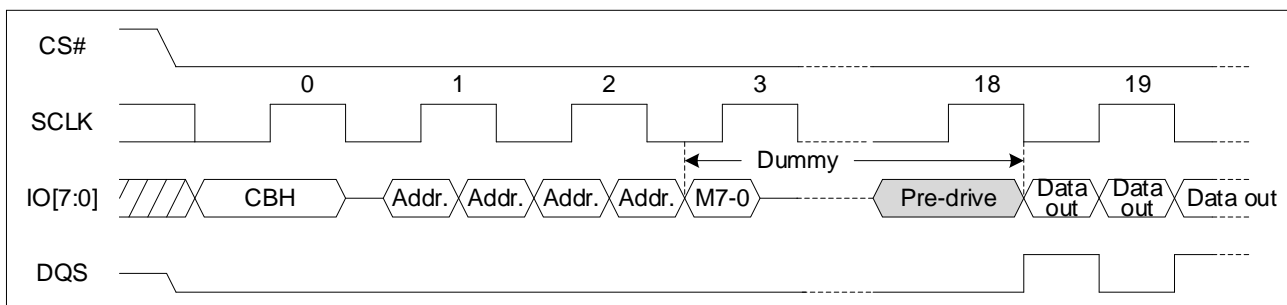 CS#
0 1 2 3 18 19
SCLK
Dummy
IO[7:0] CBH Addr. Addr. Addr. Addr. M7-0 Pre-drive Data out Data out Data out
DQS